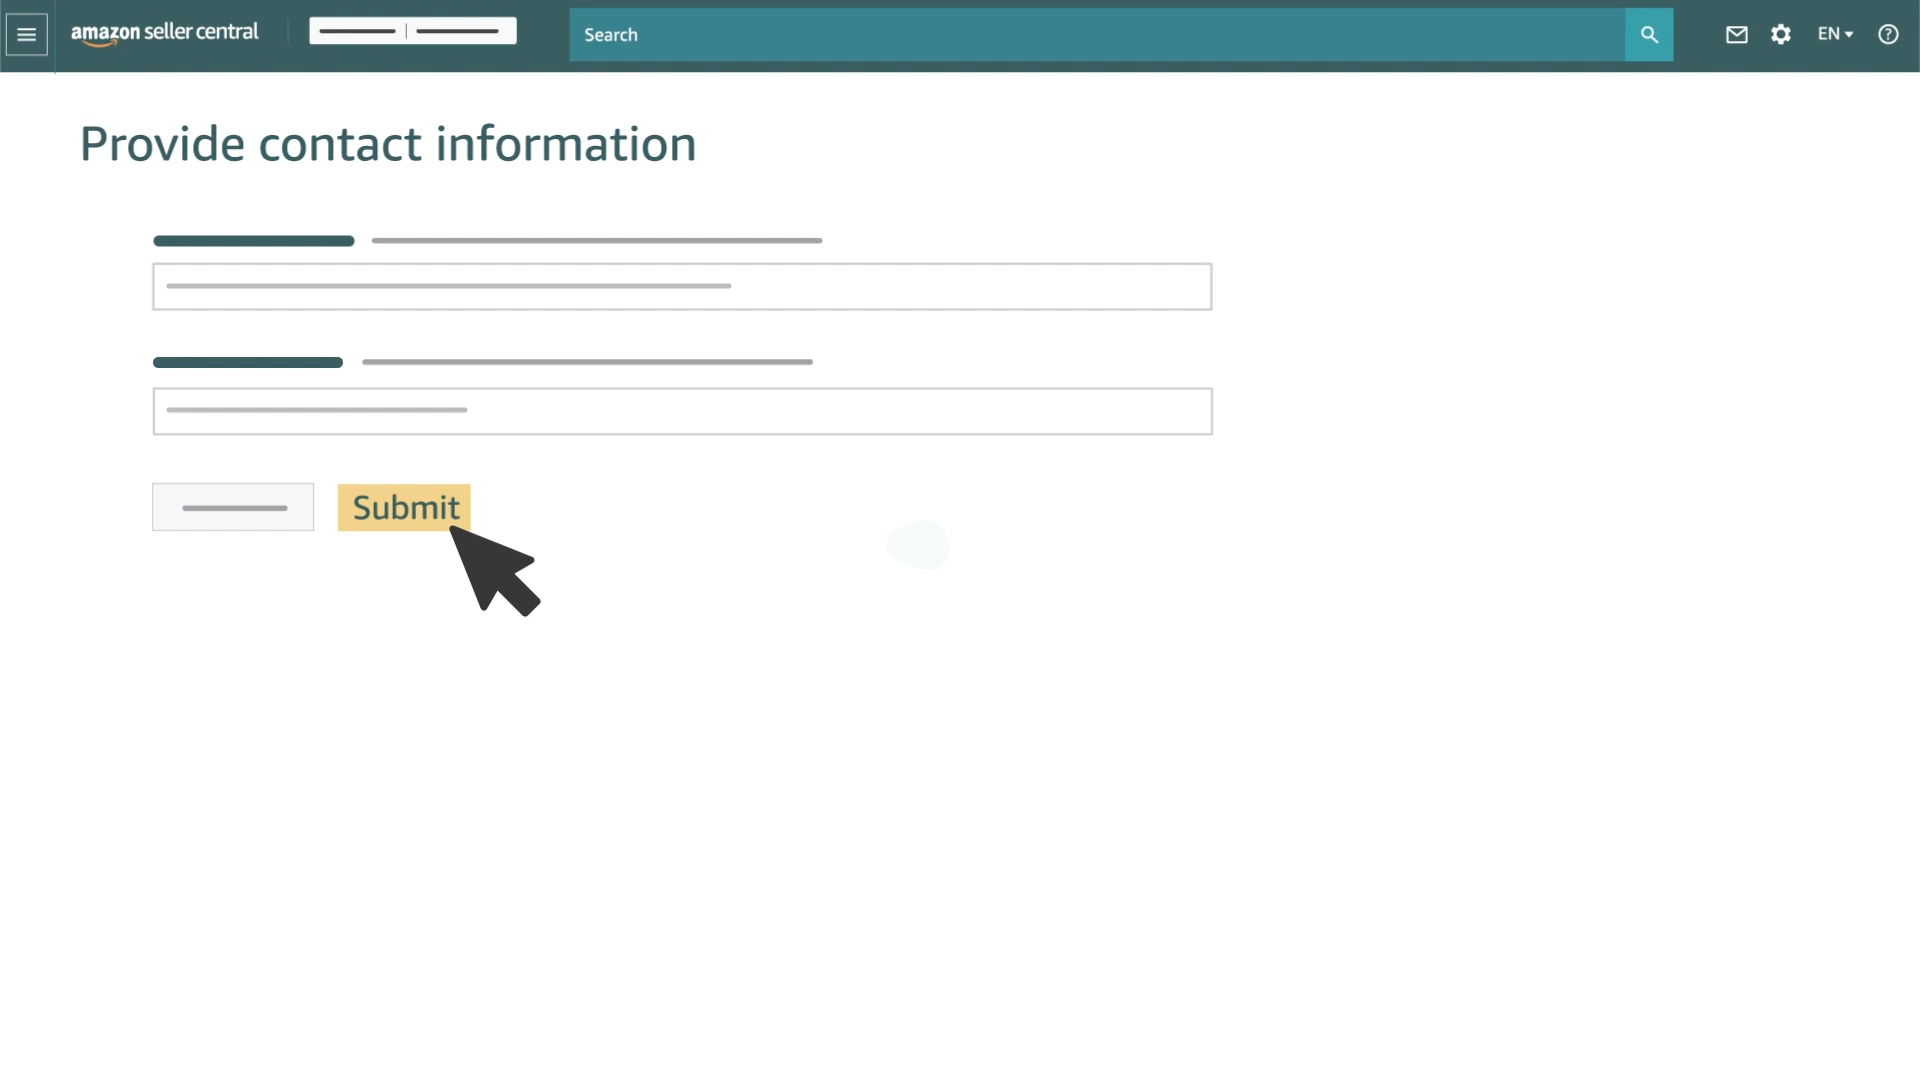 amazon seller central
Search
EN
Provide contact information
Submit